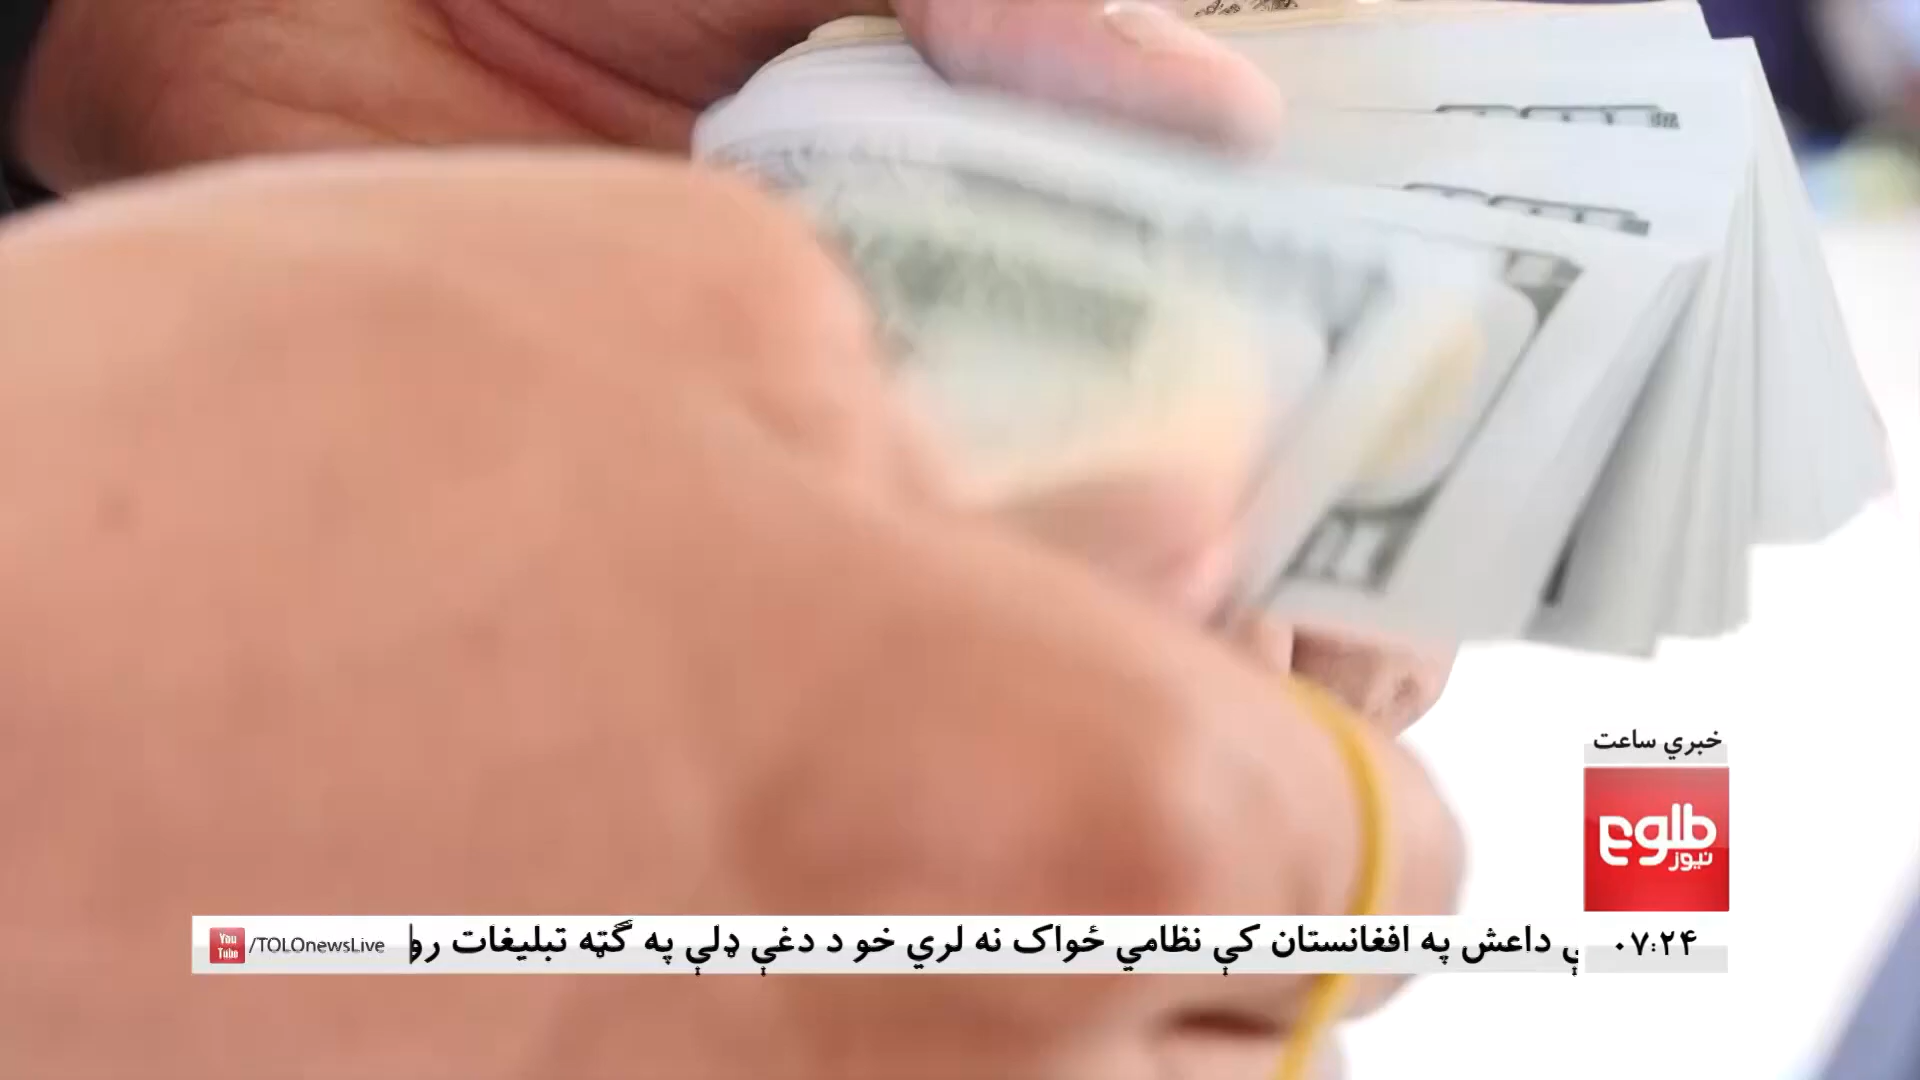 خبري ساعت
طلوع
نیوز
۰۷:۲۴
داعش په افغانستان کې نظامي ځواک نه لري خو د دغې ډلې په ګټه تبلیغات
You
Tube
/TOLOnewsLive